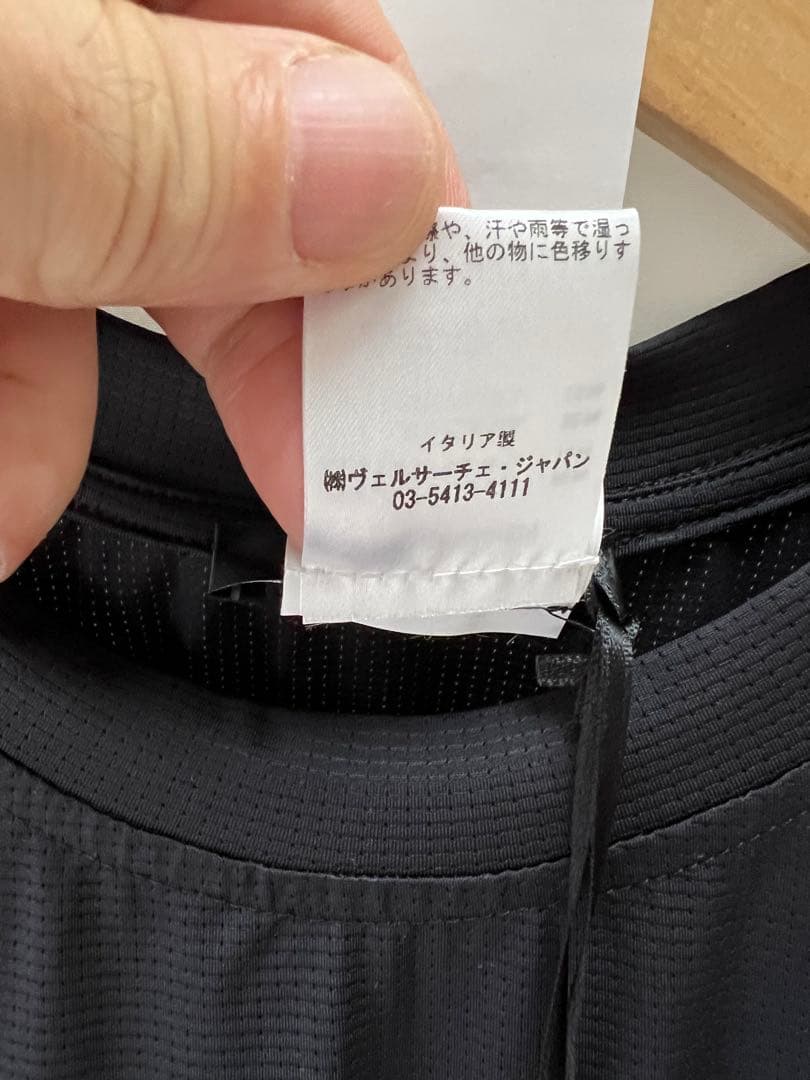 や、汗や雨等で湿っ
より、他の物に色移りす
があります。
イタリア製
㈱ヴェルサーチェ・ジャパン
03-5413-4111